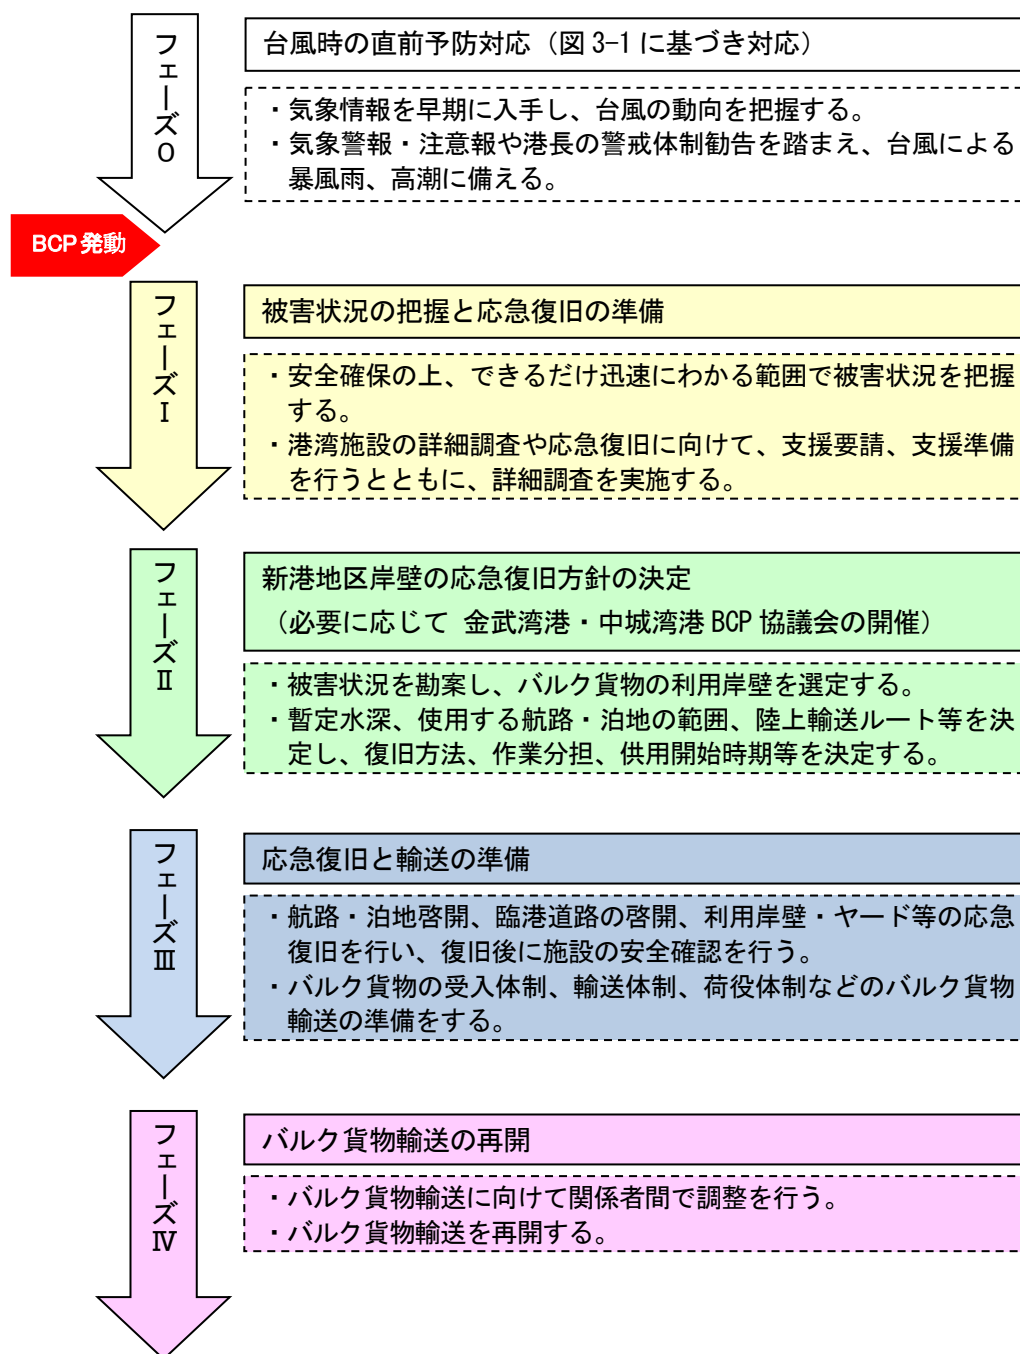 フェーズ0
台風時の直前予防対応（図 3-1 に基づき対応）
・気象情報を早期に入手し、台風の動向を把握する。
・気象警報・注意報や港長の警戒体制勧告を踏まえ、台風による
暴風雨、高潮に備える。
BCP 発動
フェーズⅠ
被害状況の把握と応急復旧の準備
・安全確保の上、できるだけ迅速にわかる範囲で被害状況を把握
する。
・港湾施設の詳細調査や応急復旧に向けて、支援要請、支援準備
を行うとともに、詳細調査を実施する。
フェーズⅡ
新港地区岸壁の応急復旧方針の決定
（必要に応じて 金武湾港・中城湾港 BCP 協議会の開催）
・被害状況を勘案し、バルク貨物の利用岸壁を選定する。
・暫定水深、使用する航路・泊地の範囲、陸上輸送ルート等を決
定し、復旧方法、作業分担、供用開始時期等を決定する。
フェーズⅢ
応急復旧と輸送の準備
・航路・泊地啓開、臨港道路の啓開、利用岸壁・ヤード等の応急
復旧を行い、復旧後に施設の安全確認を行う。
・バルク貨物の受入体制、輸送体制、荷役体制などのバルク貨物
輸送の準備をする。
フェーズⅣ
バルク貨物輸送の再開
・バルク貨物輸送に向けて関係者間で調整を行う。
・バルク貨物輸送を再開する。